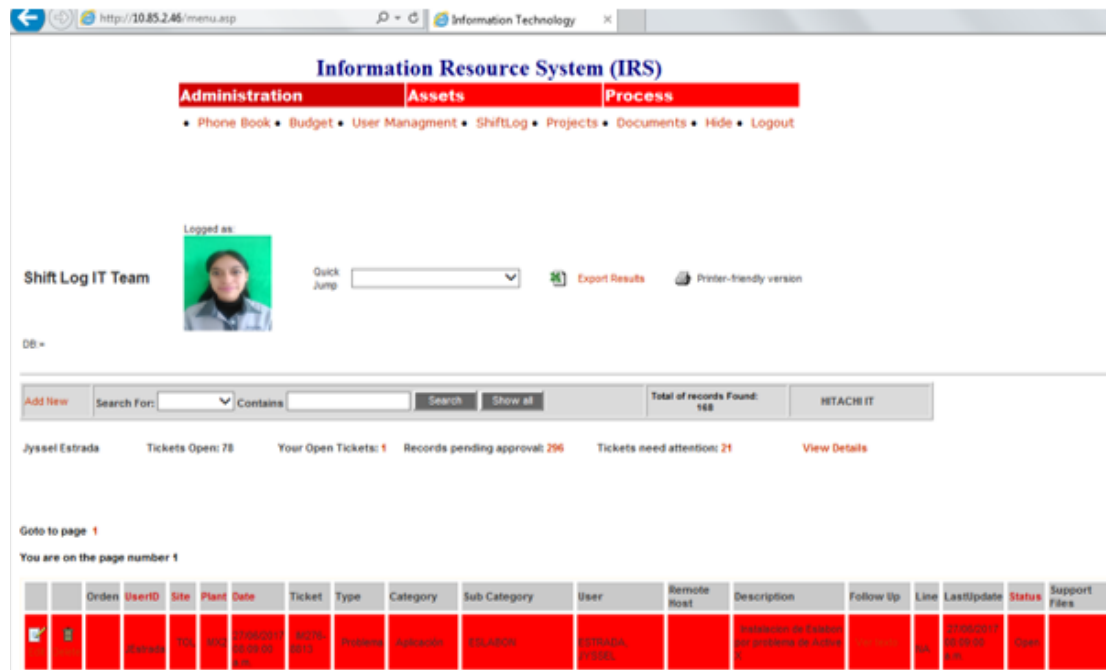 http://10.85.2.46/menu.asp
Information Technology
Information Resource System (IRS)
Administration Assets Process
• Phone Book • Budget • User Managment • ShiftLog • Projects • Documents • Hide • Logout
Logged as:
Shift Log IT Team
Quick Jump
Export Results
Printer-friendly version
DB:=
Add New Search For: Contains Search Show all Total of records Found: 168 HITACHI IT
Jyssel Estrada Tickets Open: 78 Your Open Tickets: 1 Records pending approval: 296 Tickets need attention: 21 View Details
Goto to page 1
You are on the page number 1
Orden UserID Site Plant Date Ticket Type Category Sub Category User Remote Host Description Follow Up Line LastUpdate Status Support Files
JEstrada TOL MX2 27/06/2017 08:09:00 a.m. Problema Aplicación ESLABON ESTRADA, JYSSEL Instalación de Eslabon por problema de Active X NA 27/06/2017 08:09:00 a.m. Open